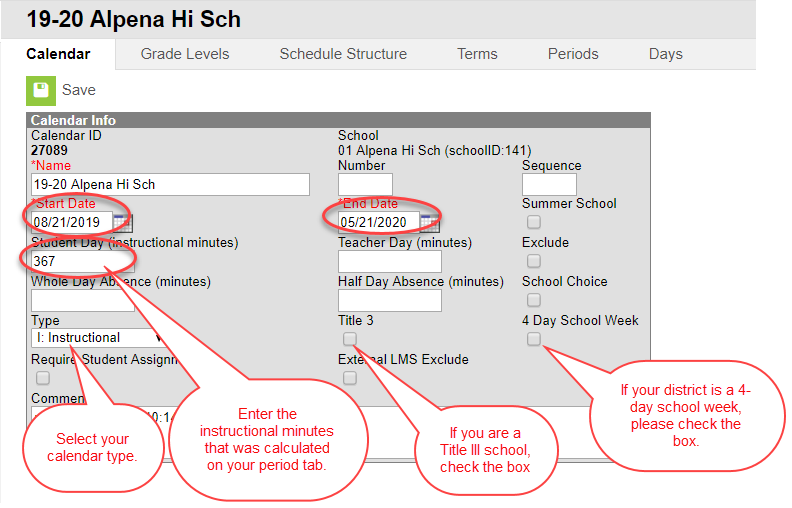 19-20 Alpena Hi Sch
Calendar Grade Levels Schedule Structure Terms Periods Days
Save
Calendar Info
Calendar ID School
27089 01 Alpena Hi Sch (schoolID:141)
*Name Number Sequence
19-20 Alpena Hi Sch
*Start Date *End Date Summer School
08/21/2019 05/21/2020
Student Day (instructional minutes) Teacher Day (minutes) Exclude
367
Whole Day Absence (minutes) Half Day Absence (minutes) School Choice
Type Title 3 4 Day School Week
I: Instructional
Require Student Assignm External LMS Exclude
Commen
Select your
calendar type.
Enter the
instructional minutes
that was calculated
on your period tab.
If you are a
Title III school,
check the box
If your district is a 4-
day school week,
please check the
box.